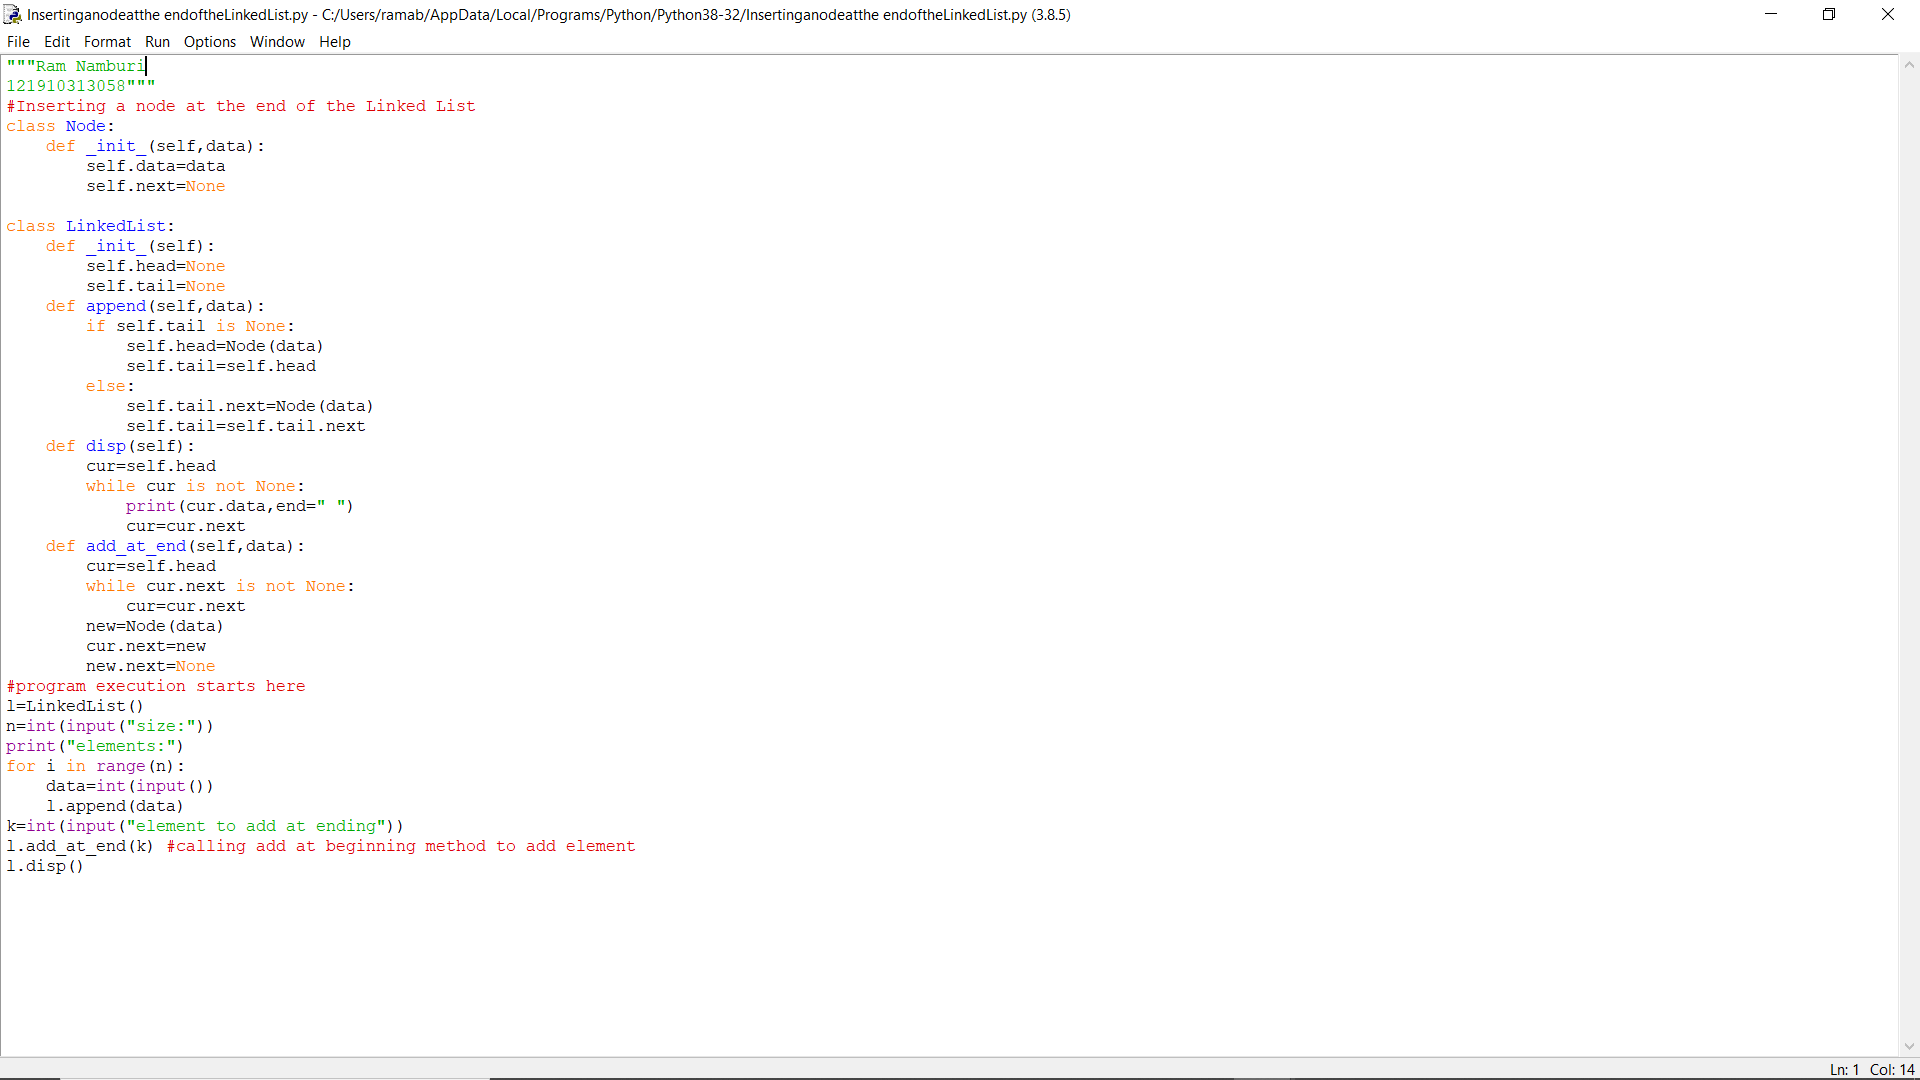 Insertinganodeatthe endoftheLinkedList.py - C:/Users/ramab/AppData/Local/Programs/Python/Python38-32/Insertinganodeatthe endoftheLinkedList.py (3.8.5)
File Edit Format Run Options Window Help
"""Ram Namburi
121910313058"""
#Inserting a node at the end of the Linked List
class Node:
    def _init_(self,data):
        self.data=data
        self.next=None

class LinkedList:
    def _init_(self):
        self.head=None
        self.tail=None
    def append(self,data):
        if self.tail is None:
            self.head=Node(data)
            self.tail=self.head
        else:
            self.tail.next=Node(data)
            self.tail=self.tail.next
    def disp(self):
        cur=self.head
        while cur is not None:
            print(cur.data,end=" ")
            cur=cur.next
    def add_at_end(self,data):
        cur=self.head
        while cur.next is not None:
            cur=cur.next
        new=Node(data)
        cur.next=new
        new.next=None
#program execution starts here
l=LinkedList()
n=int(input("size:"))
print("elements:")
for i in range(n):
    data=int(input())
    l.append(data)
k=int(input("element to add at ending"))
l.add_at_end(k) #calling add at beginning method to add element
l.disp()
Ln: 1 Col: 14